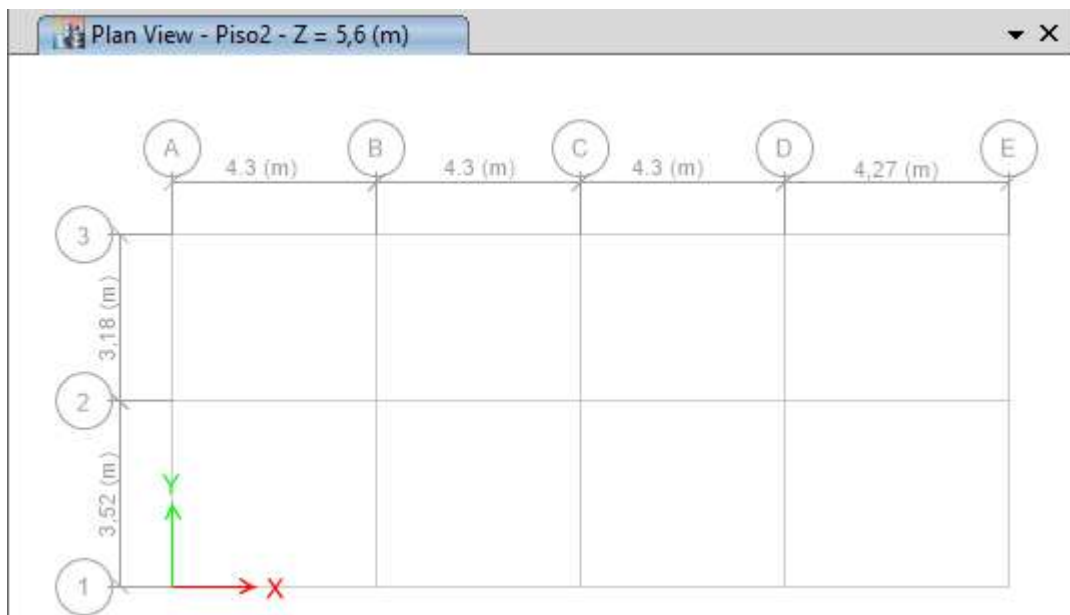 Plan View - Piso2 - Z = 5,6 (m)
A B C D E
4.3 (m) 4.3 (m) 4.3 (m) 4,27 (m)
3
3,18 (m)
2
3,52 (m)
Y
1
X